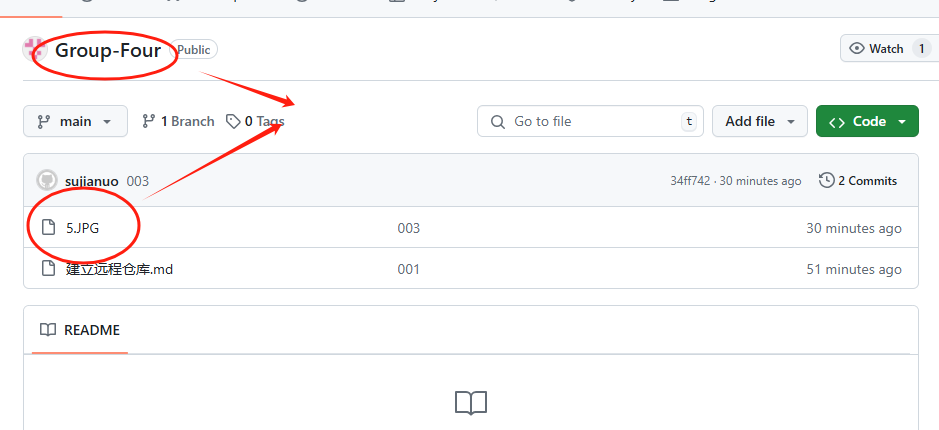 Group-Four Public Watch 1
main 1 Branch 0 Tags Go to file t Add file Code
sujianuo 003 34ff742 · 30 minutes ago 2 Commits
5.JPG 003 30 minutes ago
建立远程仓库.md 001 51 minutes ago
README